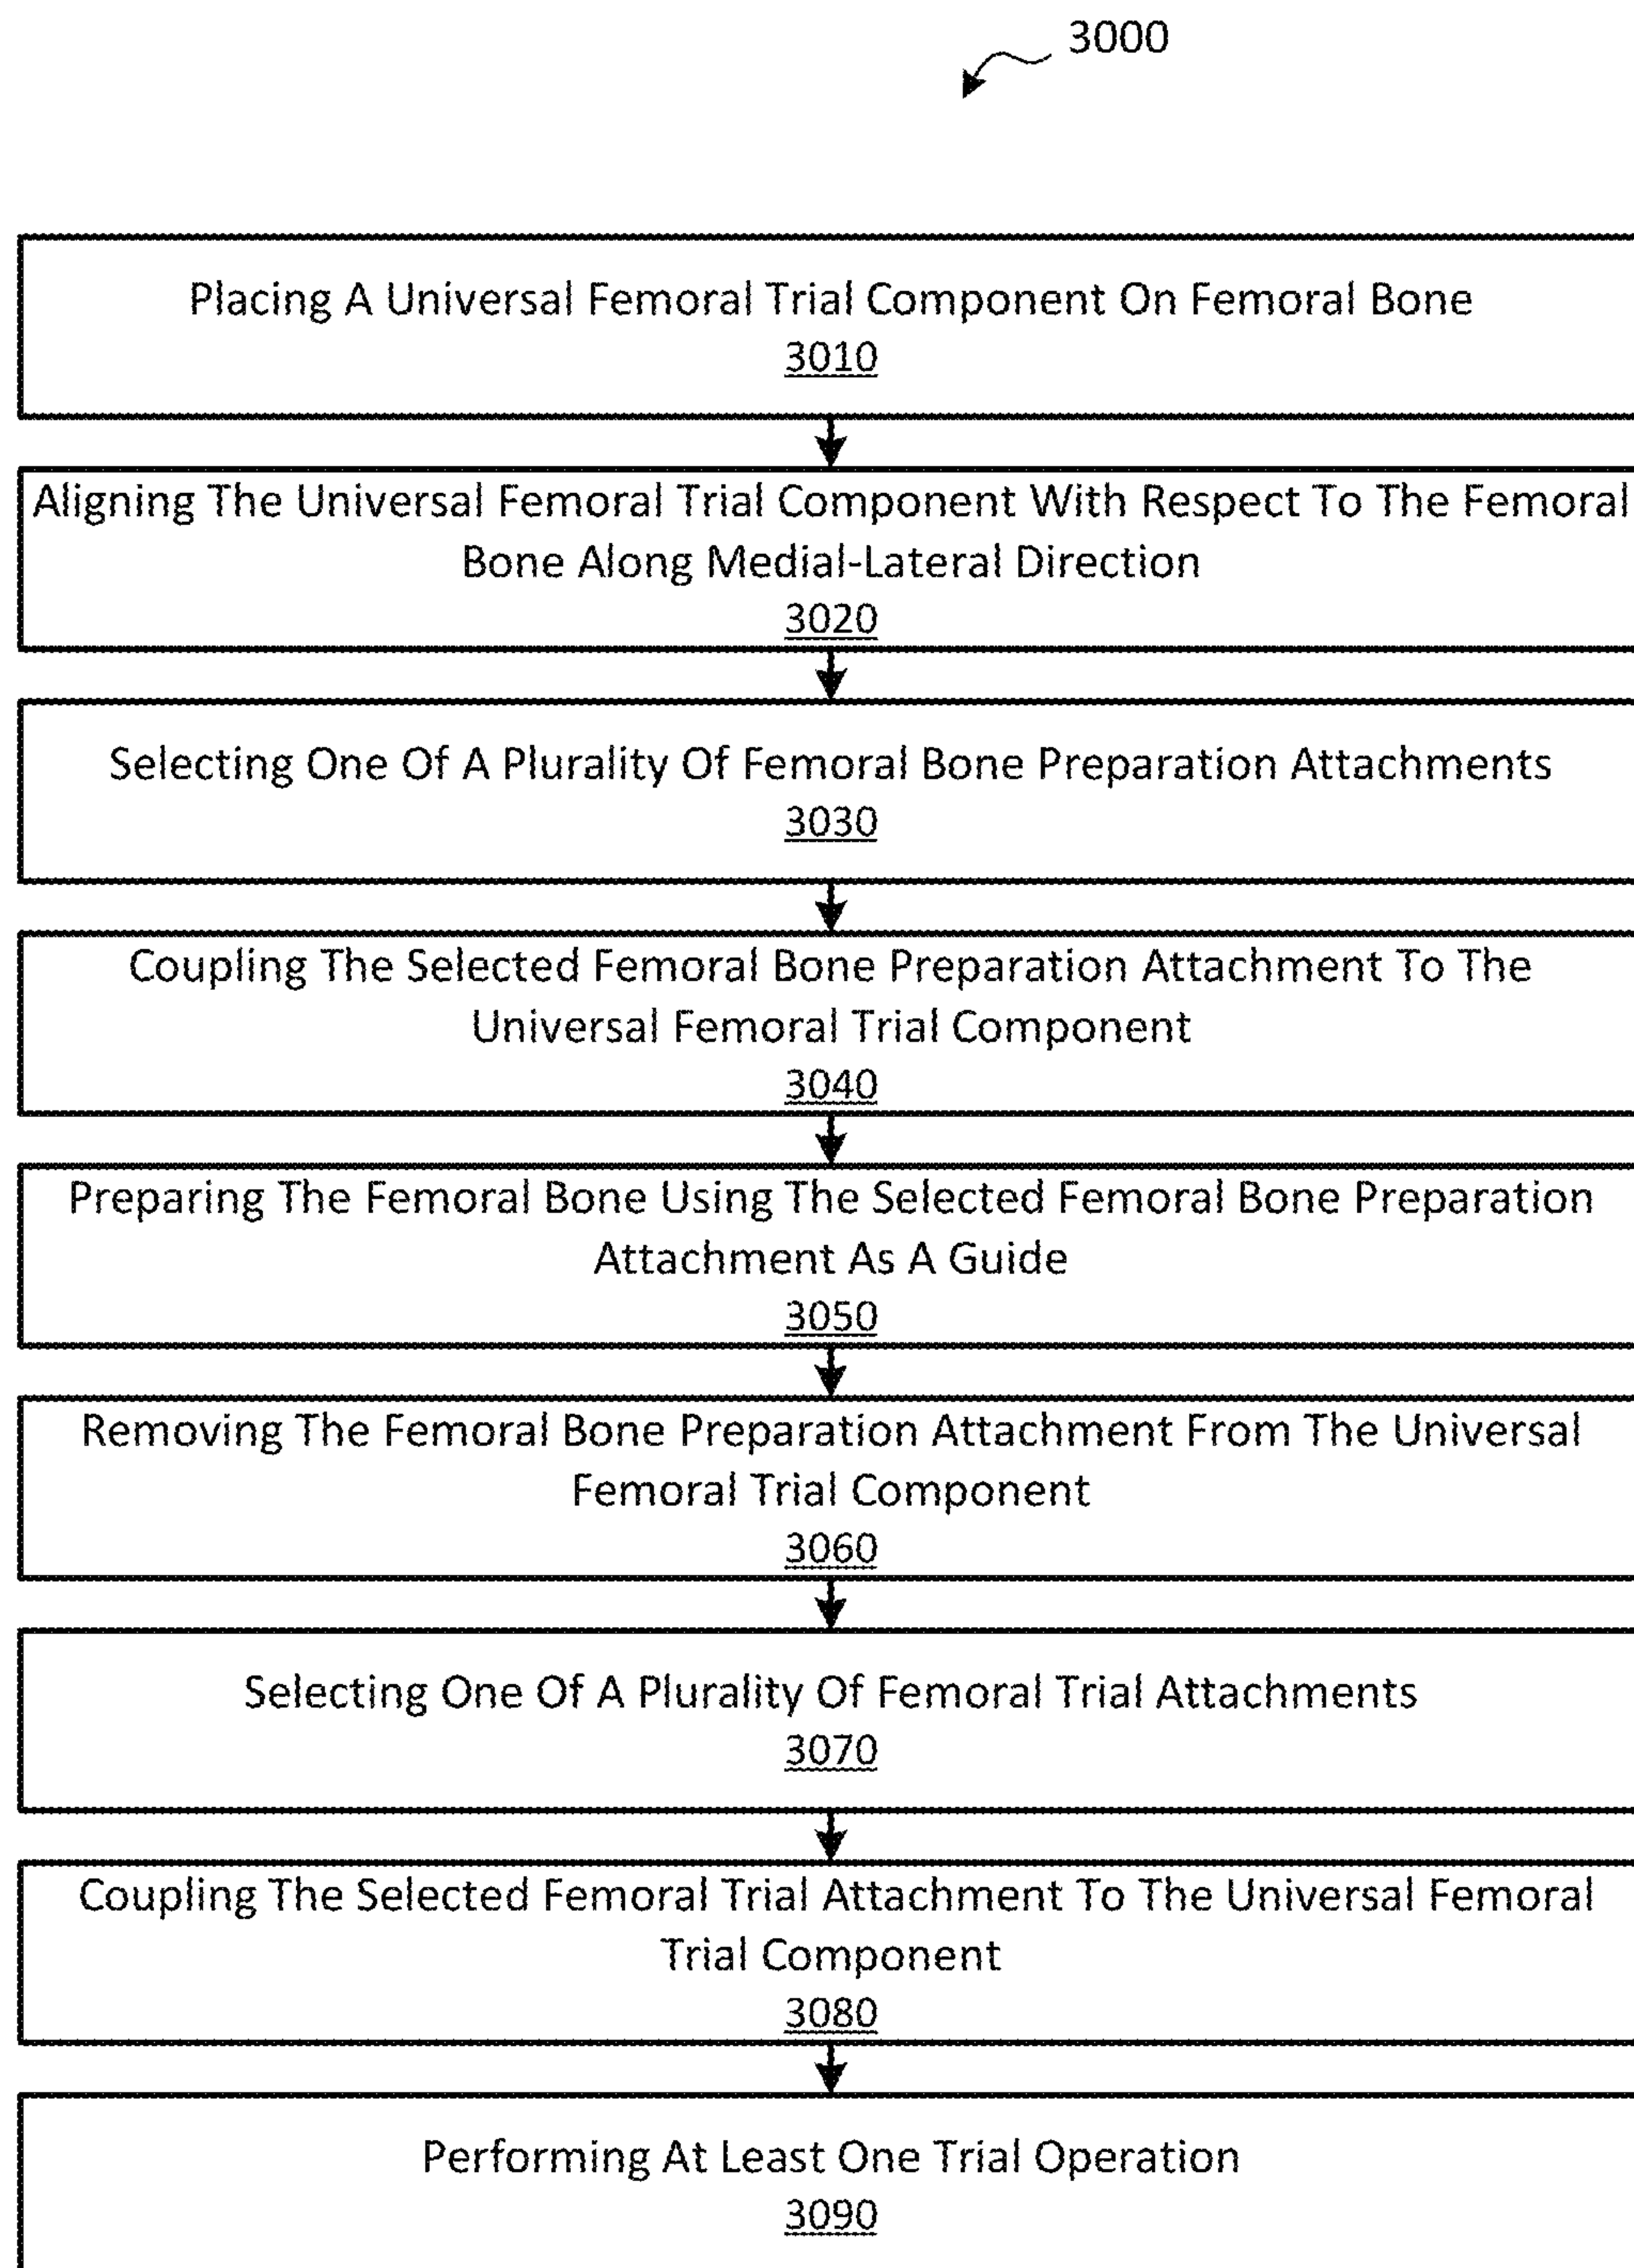 3000
Placing A Universal Femoral Trial Component On Femoral Bone
3010
Aligning The Universal Femoral Trial Component With Respect To The Femoral
Bone Along Medial-Lateral Direction
3020
Selecting One Of A Plurality Of Femoral Bone Preparation Attachments
3030
Coupling The Selected Femoral Bone Preparation Attachment To The
Universal Femoral Trial Component
3040
Preparing The Femoral Bone Using The Selected Femoral Bone Preparation
Attachment As A Guide
3050
Removing The Femoral Bone Preparation Attachment From The Universal
Femoral Trial Component
3060
Selecting One Of A Plurality Of Femoral Trial Attachments
3070
Coupling The Selected Femoral Trial Attachment To The Universal Femoral
Trial Component
3080
Performing At Least One Trial Operation
3090